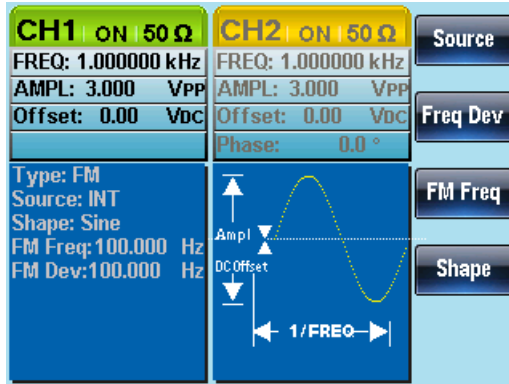 CH1 ON 50 Ω
FREQ: 1.000000 kHz
AMPL: 3.000 VPP
Offset: 0.00 VDC
CH2 ON 50 Ω
FREQ: 1.000000 kHz
AMPL: 3.000 VPP
Offset: 0.00 VDC
Phase: 0.0 °
Type: FM
Source: INT
Shape: Sine
FM Freq:100.000 Hz
FM Dev:100.000 Hz
Ampl
DC Offset
1/FREQ
Source
Freq Dev
FM Freq
Shape